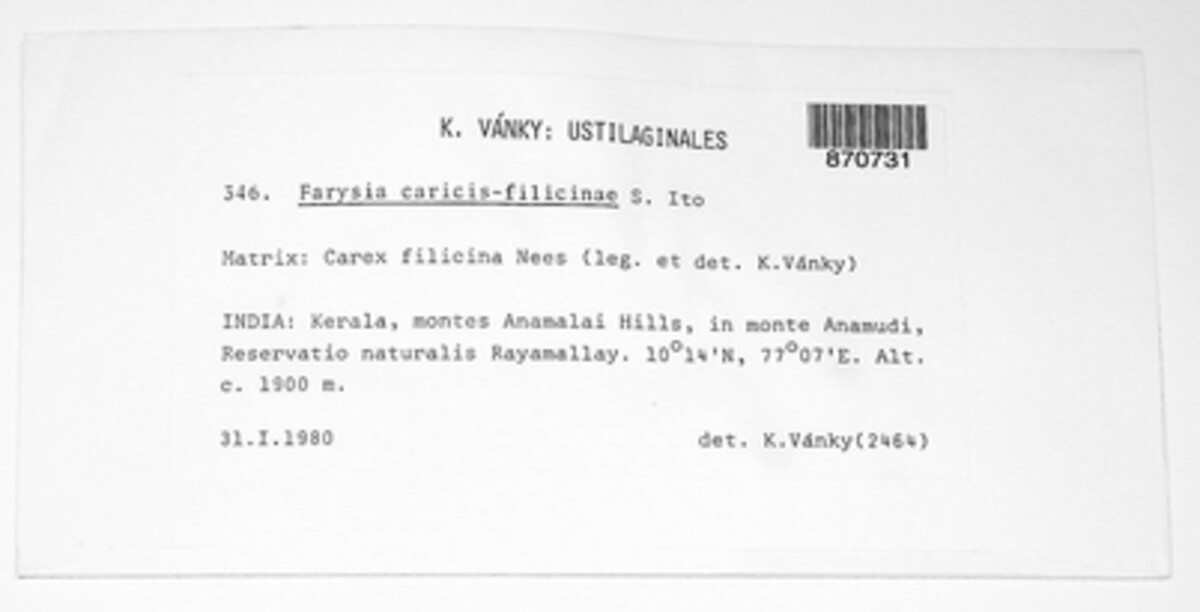 K. VÁNKY: USTILAGINALES
870731
346. Farysia caricis-filicinae S. Ito
Matrix: Carex filicina Nees (leg. et det. K.Vánky)
INDIA: Kerala, montes Anamalai Hills, in monte Anamudi,
Reservatio naturalis Rayamallay. 10°14'N, 77°07'E. Alt.
c. 1900 m.
31.I.1980 det. K.Vánky(2464)